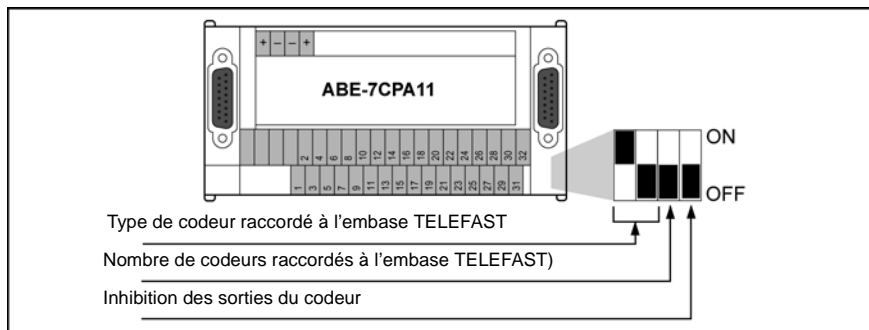 + – – +
ABE-7CPA11
2 4 6 8 10 12 14 16 18 20 22 24 26 28 30 32
1 3 5 7 9 11 13 15 17 19 21 23 25 27 29 31
ON
OFF
Type de codeur raccordé à l'embase TELEFAST
Nombre de codeurs raccordés à l'embase TELEFAST)
Inhibition des sorties du codeur